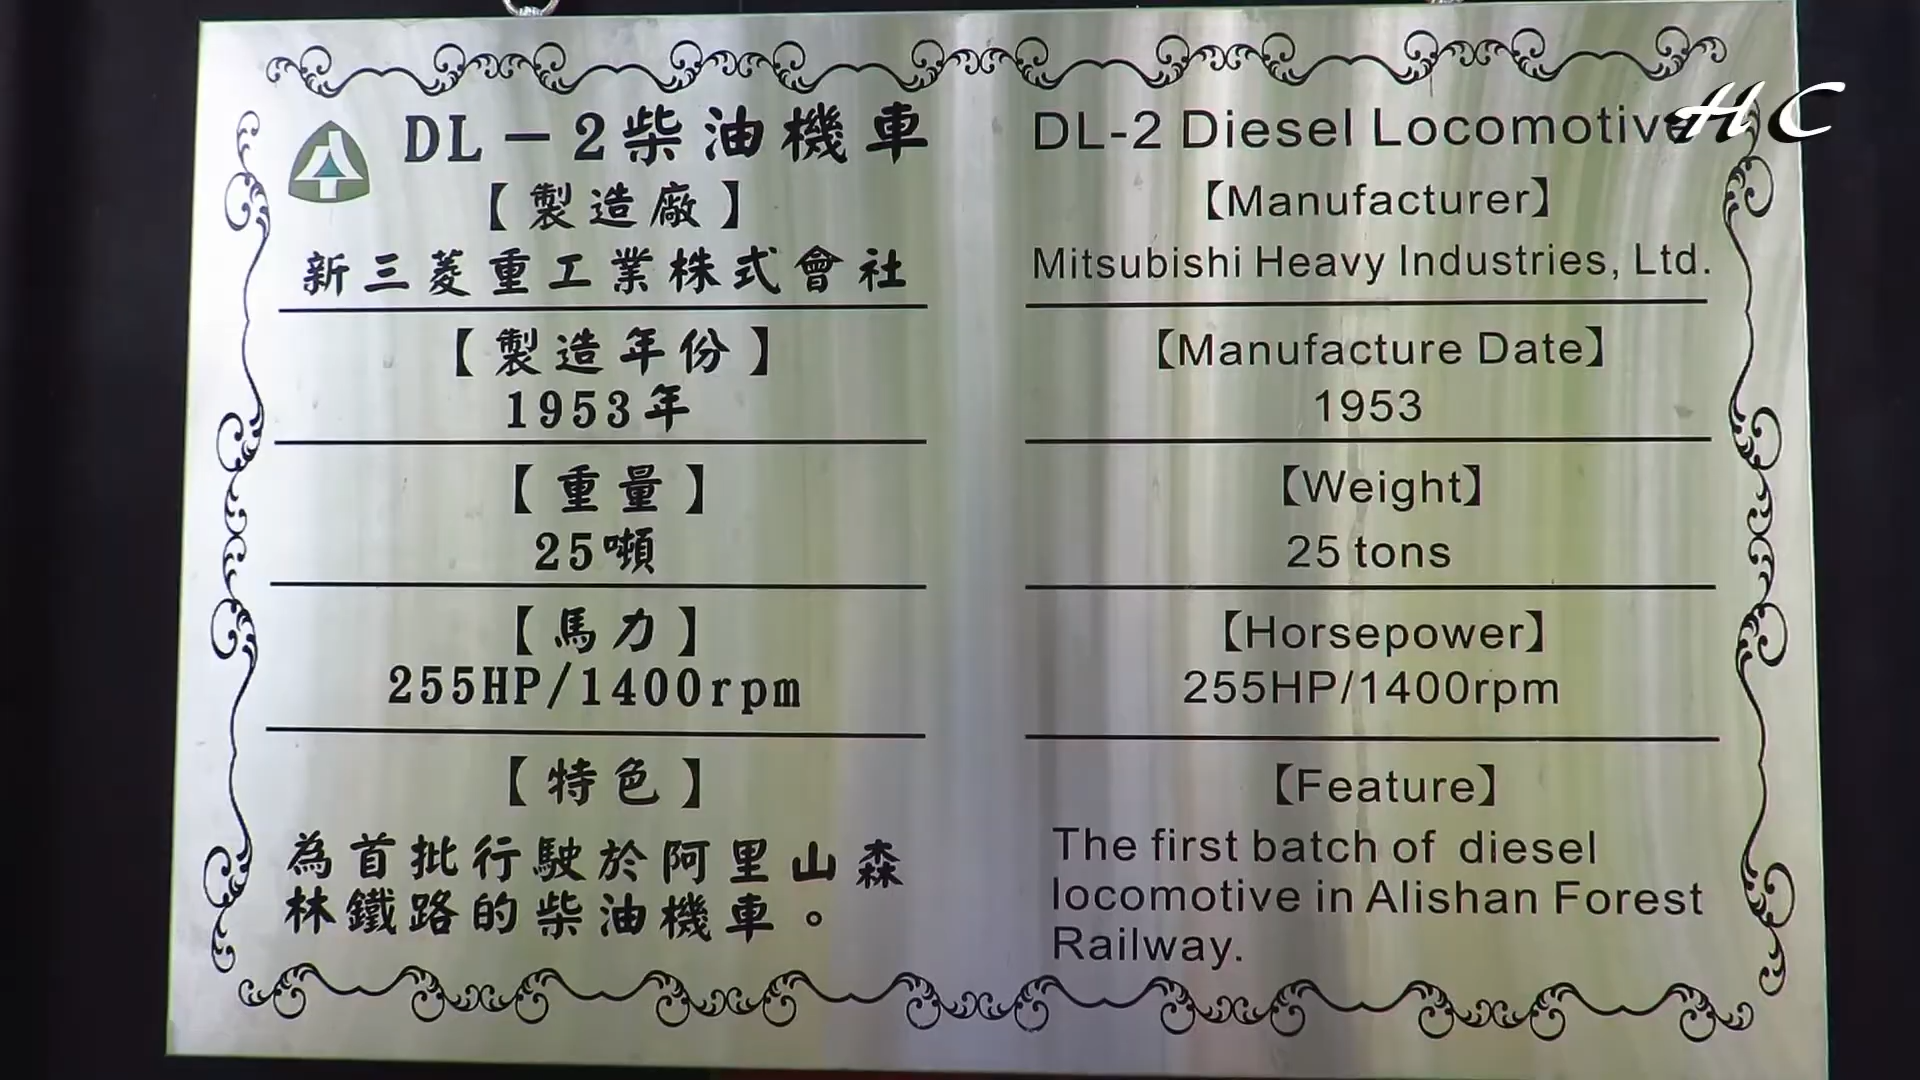 DL－2柴油機車
【製造廠】
新三菱重工業株式會社
【製造年份】
1953年
【重量】
25噸
【馬力】
255HP/1400rpm
【特色】
為首批行駛於阿里山森
林鐵路的柴油機車。
DL-2 Diesel Locomotive
【Manufacturer】
Mitsubishi Heavy Industries, Ltd.
【Manufacture Date】
1953
【Weight】
25 tons
【Horsepower】
255HP/1400rpm
【Feature】
The first batch of diesel
locomotive in Alishan Forest
Railway.
HC